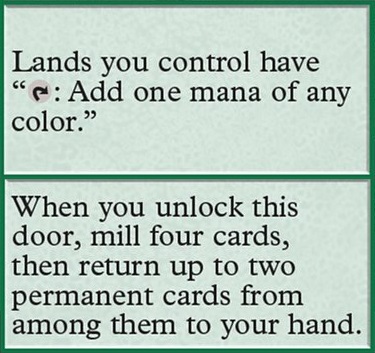 Lands you control have
“↷: Add one mana of any
color.”
When you unlock this
door, mill four cards,
then return up to two
permanent cards from
among them to your hand.